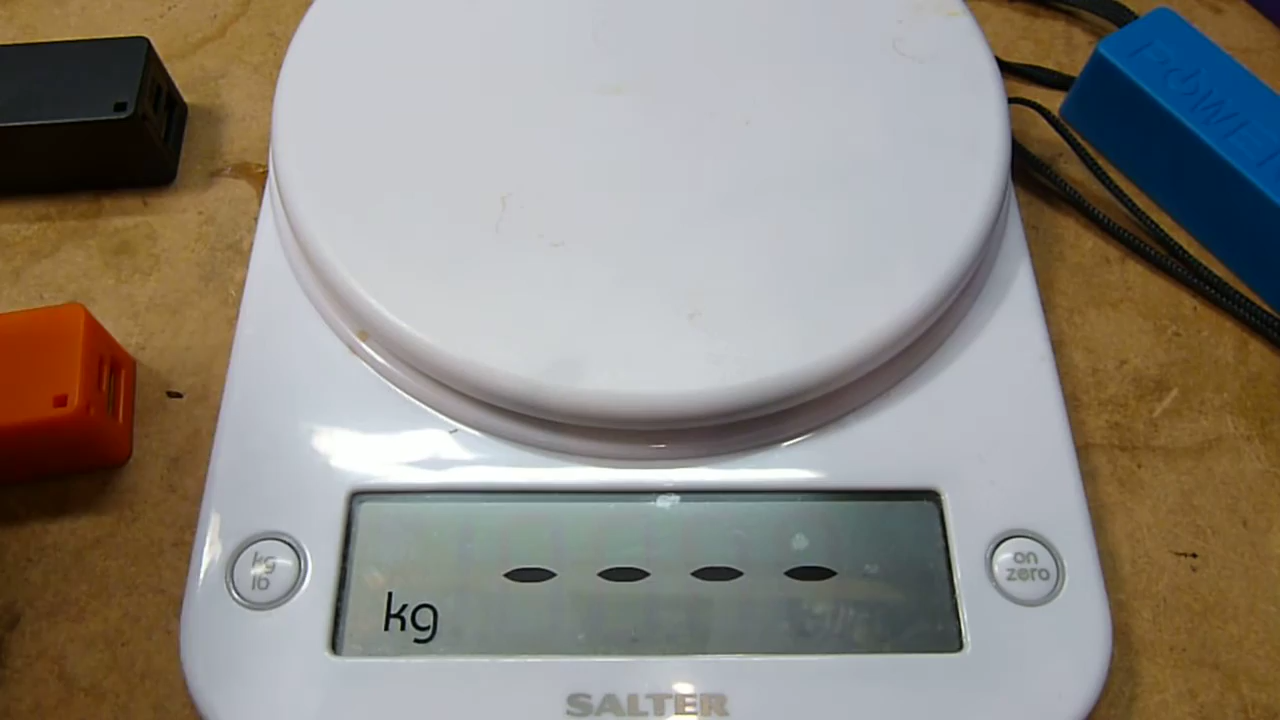 POWER
kg
lb
- - - -
kg
on
zero
SALTER